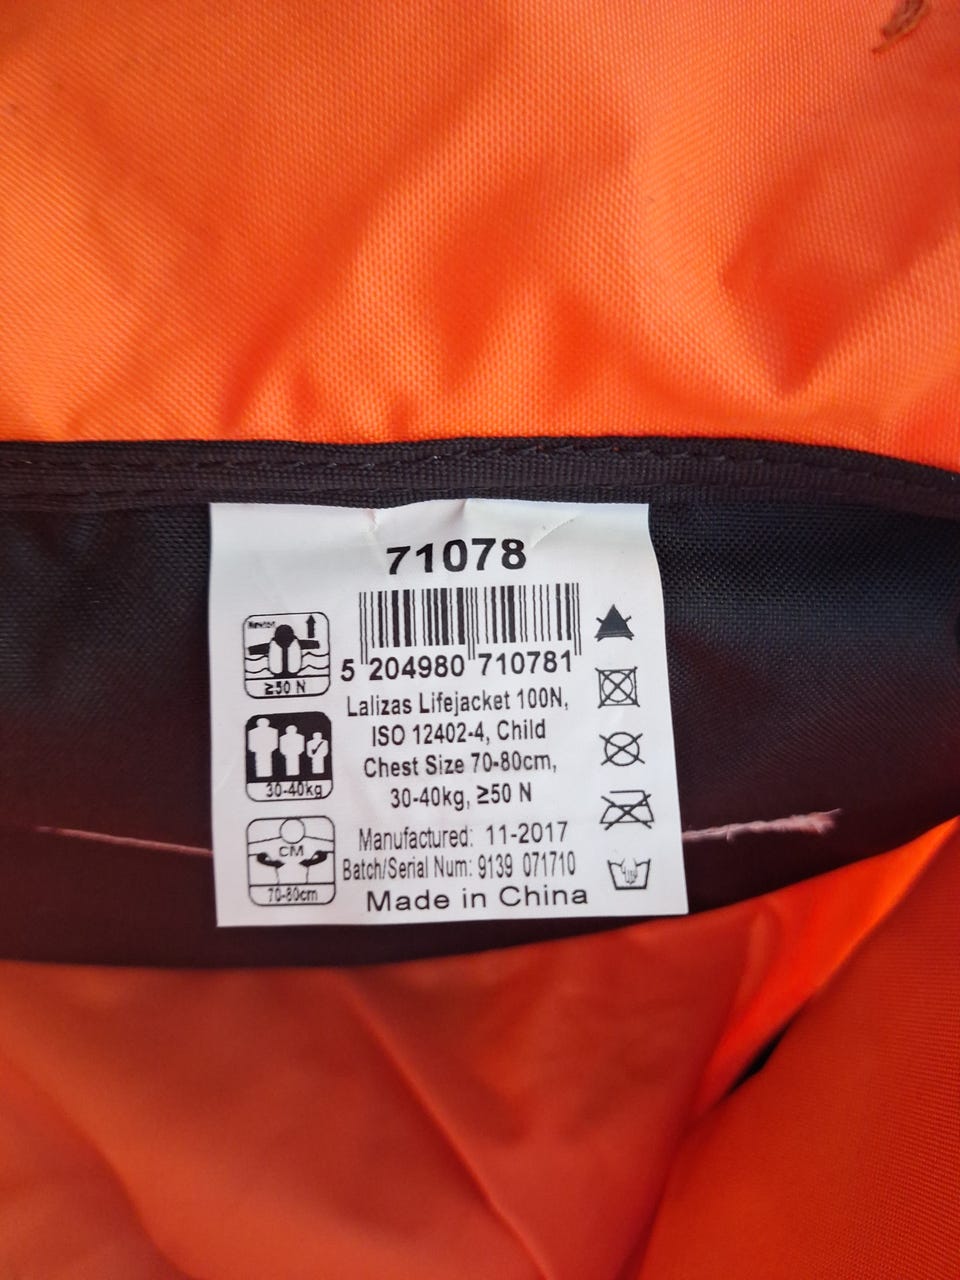 71078
5 204980 710781
Newton
≥50 N
Lalizas Lifejacket 100N,
ISO 12402-4, Child
Chest Size 70-80cm,
30-40kg, ≥50 N
30-40kg
Manufactured: 11-2017
Batch/Serial Num: 9139 071710
Made in China
CM
70-80cm